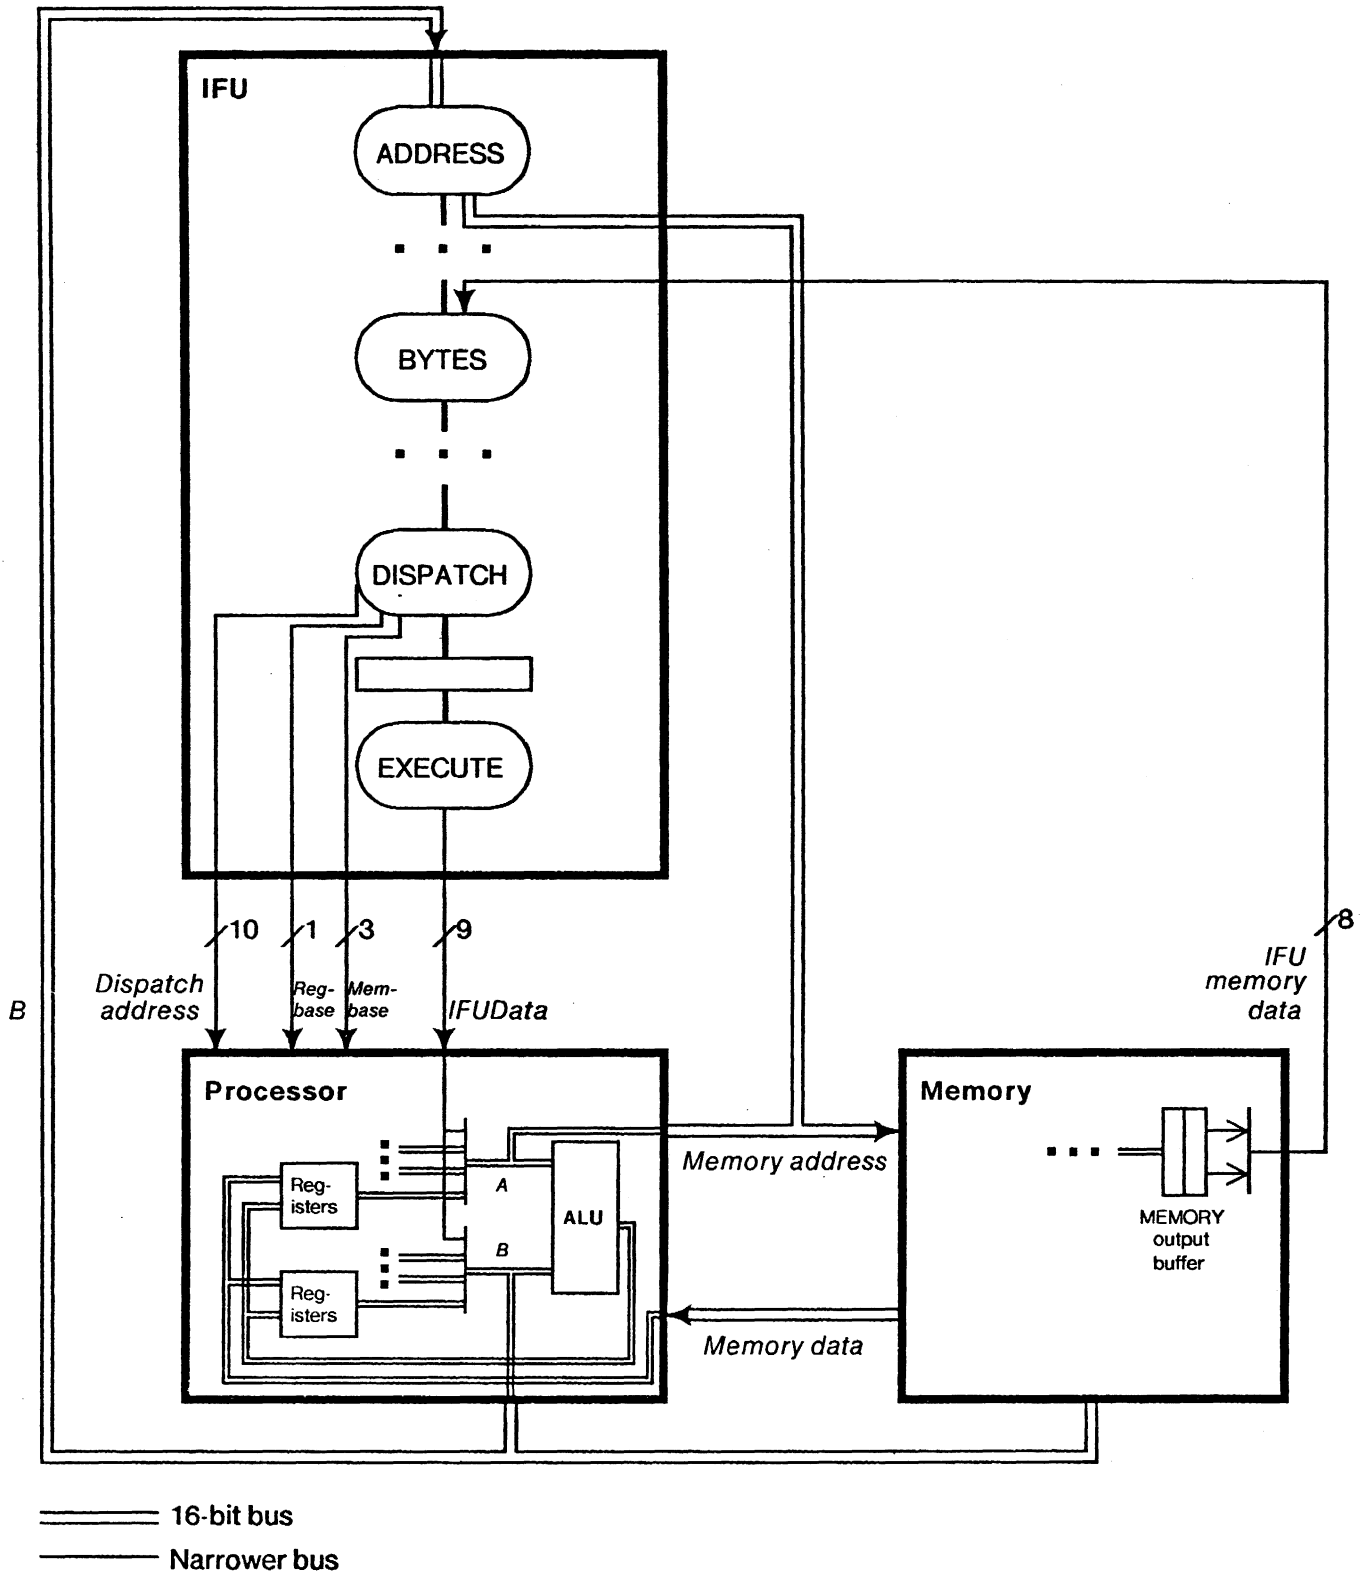 IFU
ADDRESS
BYTES
DISPATCH
EXECUTE
10
1
3
9
8
Dispatch
address
Reg-
base
Mem-
base
IFUData
IFU
memory
data
B
Processor
Memory
Reg-
isters
A
ALU
B
Reg-
isters
Memory address
Memory data
MEMORY
output
buffer
16-bit bus
Narrower bus